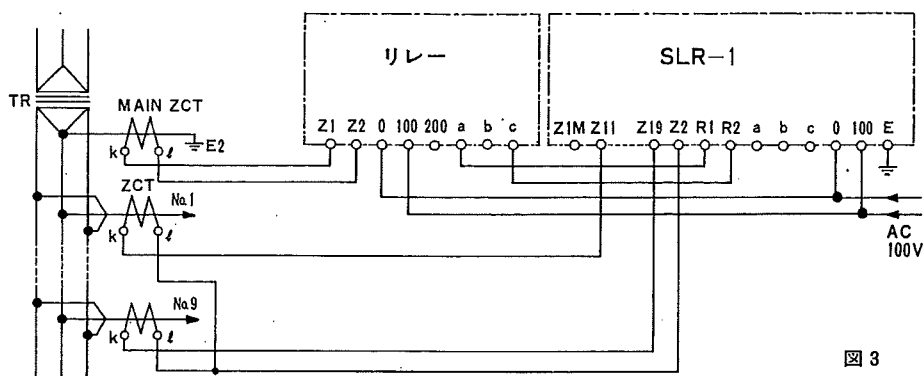 リレー
SLR-1
TR
MAIN ZCT
E2
k
ℓ
Z1 Z2 0 100 200 a b c
Z1M Z11 Z19 Z2 R1 R2 a b c 0 100 E
ZCT
No.1
k
ℓ
AC
100V
No.9
k
ℓ
図3